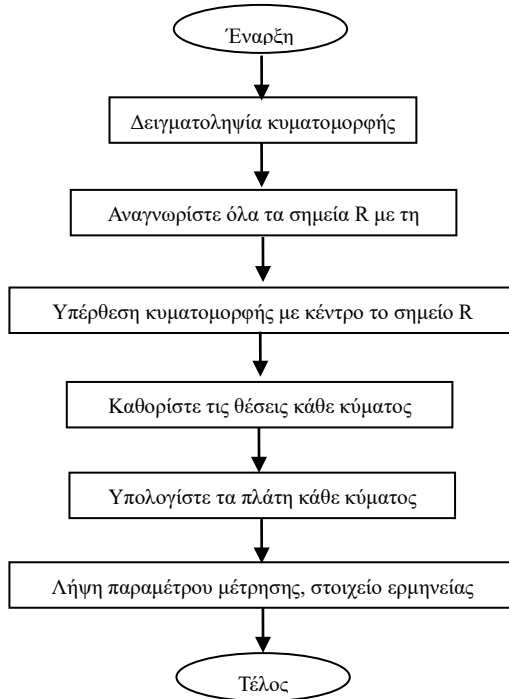 Έναρξη
Δειγματοληψία κυματομορφής
Αναγνωρίστε όλα τα σημεία R με τη
Υπέρθεση κυματομορφής με κέντρο το σημείο R
Καθορίστε τις θέσεις κάθε κύματος
Υπολογίστε τα πλάτη κάθε κύματος
Λήψη παραμέτρου μέτρησης, στοιχείο ερμηνείας
Τέλος